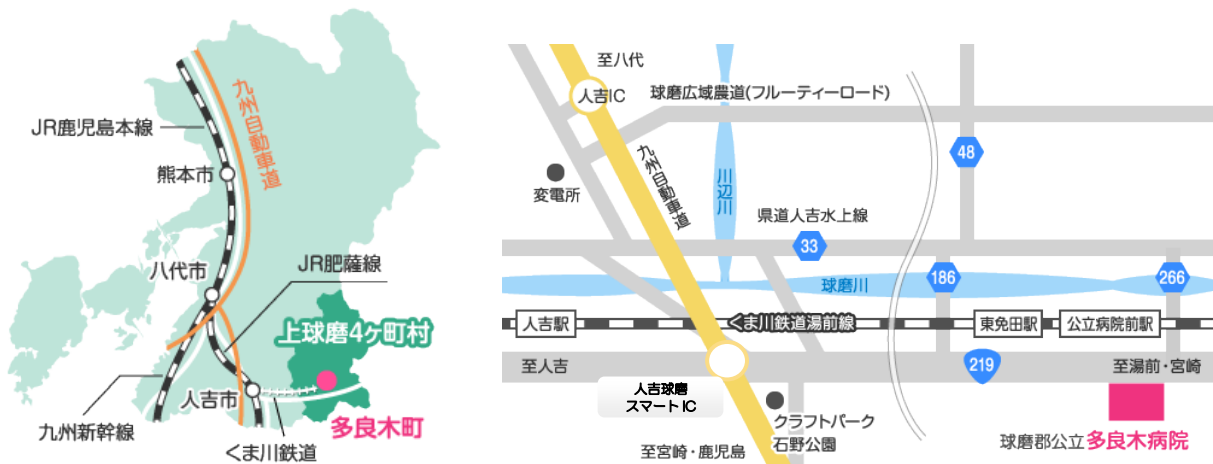 JR鹿児島本線
九州自動車道
熊本市
八代市
JR肥薩線
上球磨4ヶ町村
人吉市
多良木町
九州新幹線
くま川鉄道
至八代
人吉IC
球磨広域農道(フルーティーロード)
九州自動車道
川辺川
48
変電所
県道人吉水上線
33
球磨川
186
266
人吉駅
くま川鉄道湯前線
東免田駅
公立病院前駅
至人吉
219
至湯前・宮崎
人吉球磨
スマートIC
クラフトパーク
石野公園
至宮崎・鹿児島
球磨郡公立 多良木病院